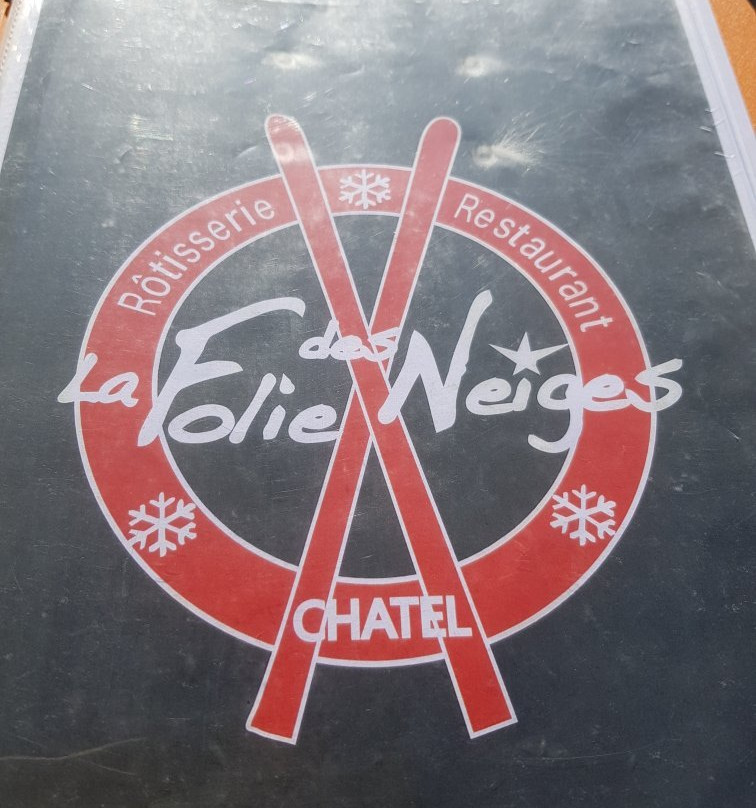 Rôtisserie
Restaurant
La Folie des Neiges
CHATEL